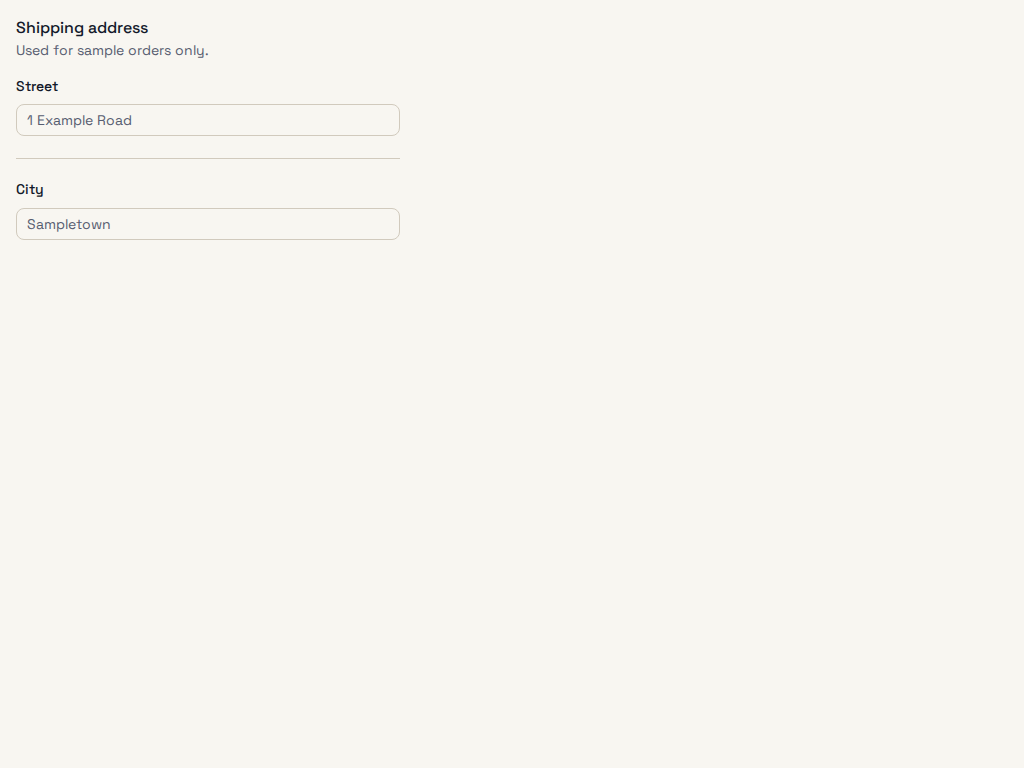 Shipping address
Used for sample orders only.
Street
1 Example Road
City
Sampletown